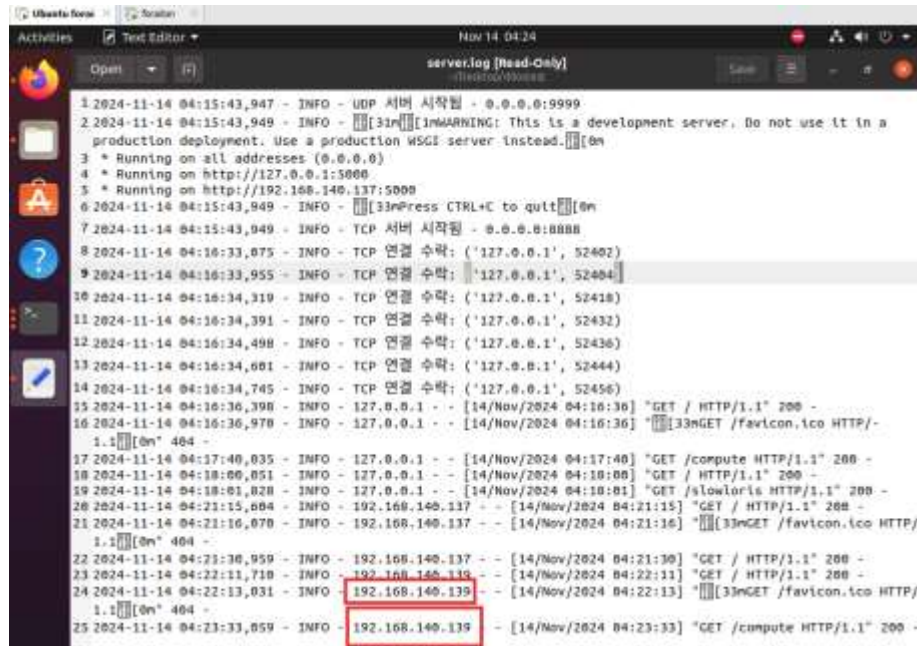 Ubuntu foren
Activities
Text Editor
Nov 14 04:24
Open
server.log [Read-Only]
Save
1 2024-11-14 04:15:43,947 - INFO - UDP 서버 시작됨 - 0.0.0.0:9999
2 2024-11-14 04:15:43,949 - INFO - [31m[1mWARNING: This is a development server. Do not use it in a
production deployment. Use a production WSGI server instead.[0m
3 * Running on all addresses (0.0.0.0)
4 * Running on http://127.0.0.1:5000
5 * Running on http://192.168.140.137:5000
6 2024-11-14 04:15:43,949 - INFO - [33mPress CTRL+C to quit[0m
7 2024-11-14 04:15:43,949 - INFO - TCP 서버 시작됨 - 0.0.0.0:8888
8 2024-11-14 04:16:33,075 - INFO - TCP 연결 수락: ('127.0.0.1', 52402)
9 2024-11-14 04:16:33,955 - INFO - TCP 연결 수락: ('127.0.0.1', 52404)
10 2024-11-14 04:16:34,319 - INFO - TCP 연결 수락: ('127.0.0.1', 52418)
11 2024-11-14 04:16:34,391 - INFO - TCP 연결 수락: ('127.0.0.1', 52432)
12 2024-11-14 04:16:34,498 - INFO - TCP 연결 수락: ('127.0.0.1', 52436)
13 2024-11-14 04:16:34,601 - INFO - TCP 연결 수락: ('127.0.0.1', 52444)
14 2024-11-14 04:16:34,745 - INFO - TCP 연결 수락: ('127.0.0.1', 52456)
15 2024-11-14 04:16:36,398 - INFO - 127.0.0.1 - - [14/Nov/2024 04:16:36] "GET / HTTP/1.1" 200 -
16 2024-11-14 04:16:36,970 - INFO - 127.0.0.1 - - [14/Nov/2024 04:16:36] "[33mGET /favicon.ico HTTP/-
1.1[0m" 404 -
17 2024-11-14 04:17:40,035 - INFO - 127.0.0.1 - - [14/Nov/2024 04:17:40] "GET /compute HTTP/1.1" 200 -
18 2024-11-14 04:18:00,051 - INFO - 127.0.0.1 - - [14/Nov/2024 04:18:00] "GET / HTTP/1.1" 200 -
19 2024-11-14 04:18:01,828 - INFO - 127.0.0.1 - - [14/Nov/2024 04:18:01] "GET /slowloris HTTP/1.1" 200 -
20 2024-11-14 04:21:15,604 - INFO - 192.168.140.137 - - [14/Nov/2024 04:21:15] "GET / HTTP/1.1" 200 -
21 2024-11-14 04:21:16,070 - INFO - 192.168.140.137 - - [14/Nov/2024 04:21:16] "[33mGET /favicon.ico HTTP/
1.1[0m" 404 -
22 2024-11-14 04:21:30,959 - INFO - 192.168.140.137 - - [14/Nov/2024 04:21:30] "GET / HTTP/1.1" 200 -
23 2024-11-14 04:22:11,710 - INFO - 192.168.140.139 - - [14/Nov/2024 04:22:11] "GET / HTTP/1.1" 200 -
24 2024-11-14 04:22:13,031 - INFO - 192.168.140.139 - - [14/Nov/2024 04:22:13] "[33mGET /favicon.ico HTTP/
1.1[0m" 404 -
25 2024-11-14 04:23:33,059 - INFO - 192.168.140.139 - - [14/Nov/2024 04:23:33] "GET /compute HTTP/1.1" 200 -